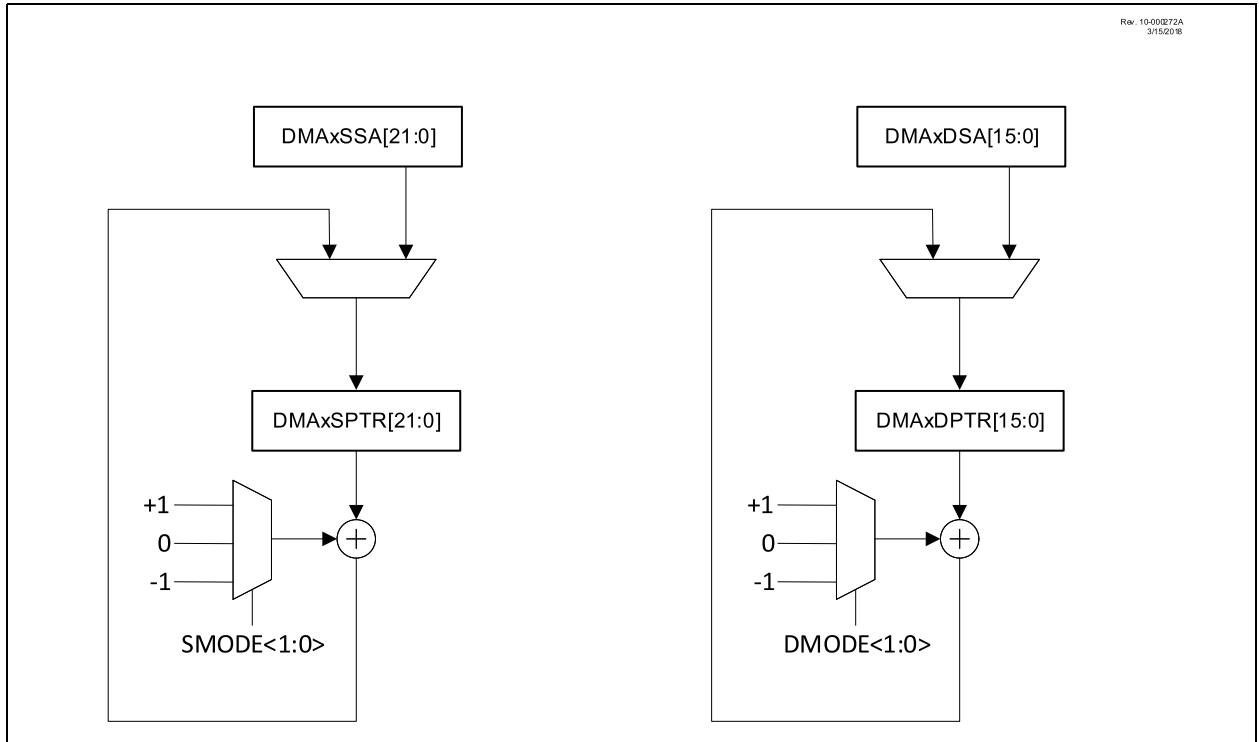 Rev. 10-000272A
3/15/2018
DMAxSSA[21:0]
DMAxDSA[15:0]
DMAxSPTR[21:0]
DMAxDPTR[15:0]
+1
0
-1
SMODE<1:0>
+1
0
-1
DMODE<1:0>